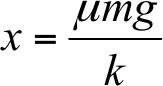 x = μmg / k